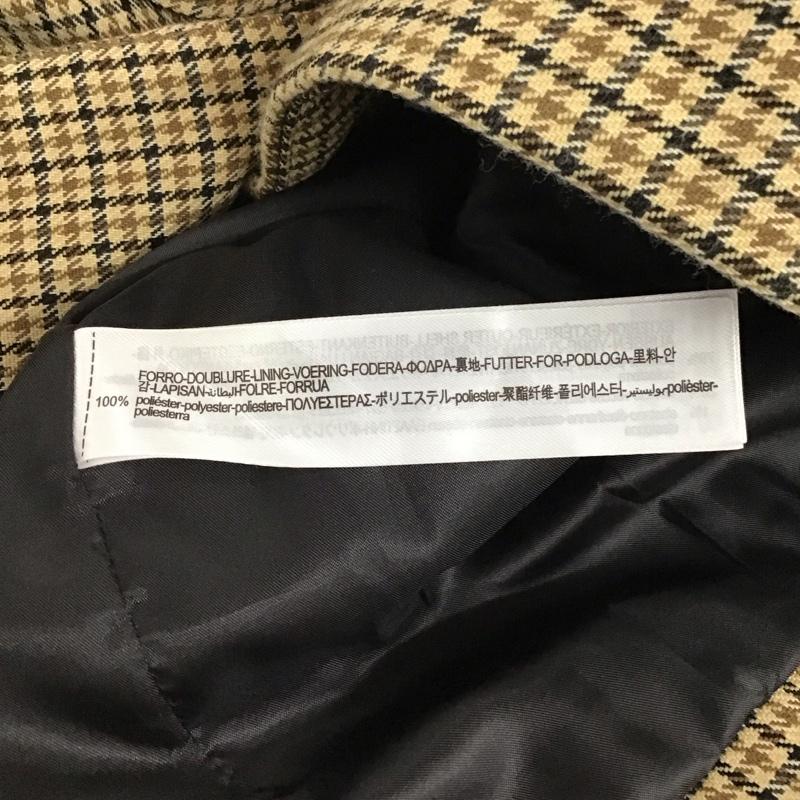 FORRO-DOUBLURE-LINING-VOERING-FODERA-ΦΟΔΡΑ-裏地-FUTTER-FOR-PODLOGA-里料-안
감-LAPISAN-البطانة-FOLRE-FORRUA
100% poliéster-polyester-poliestere-ΠΟΛΥΕΣΤΕΡΑΣ-ポリエステル-poliester-聚酯纤维-폴리에스터-بوليستير-polièster-
poliesterra